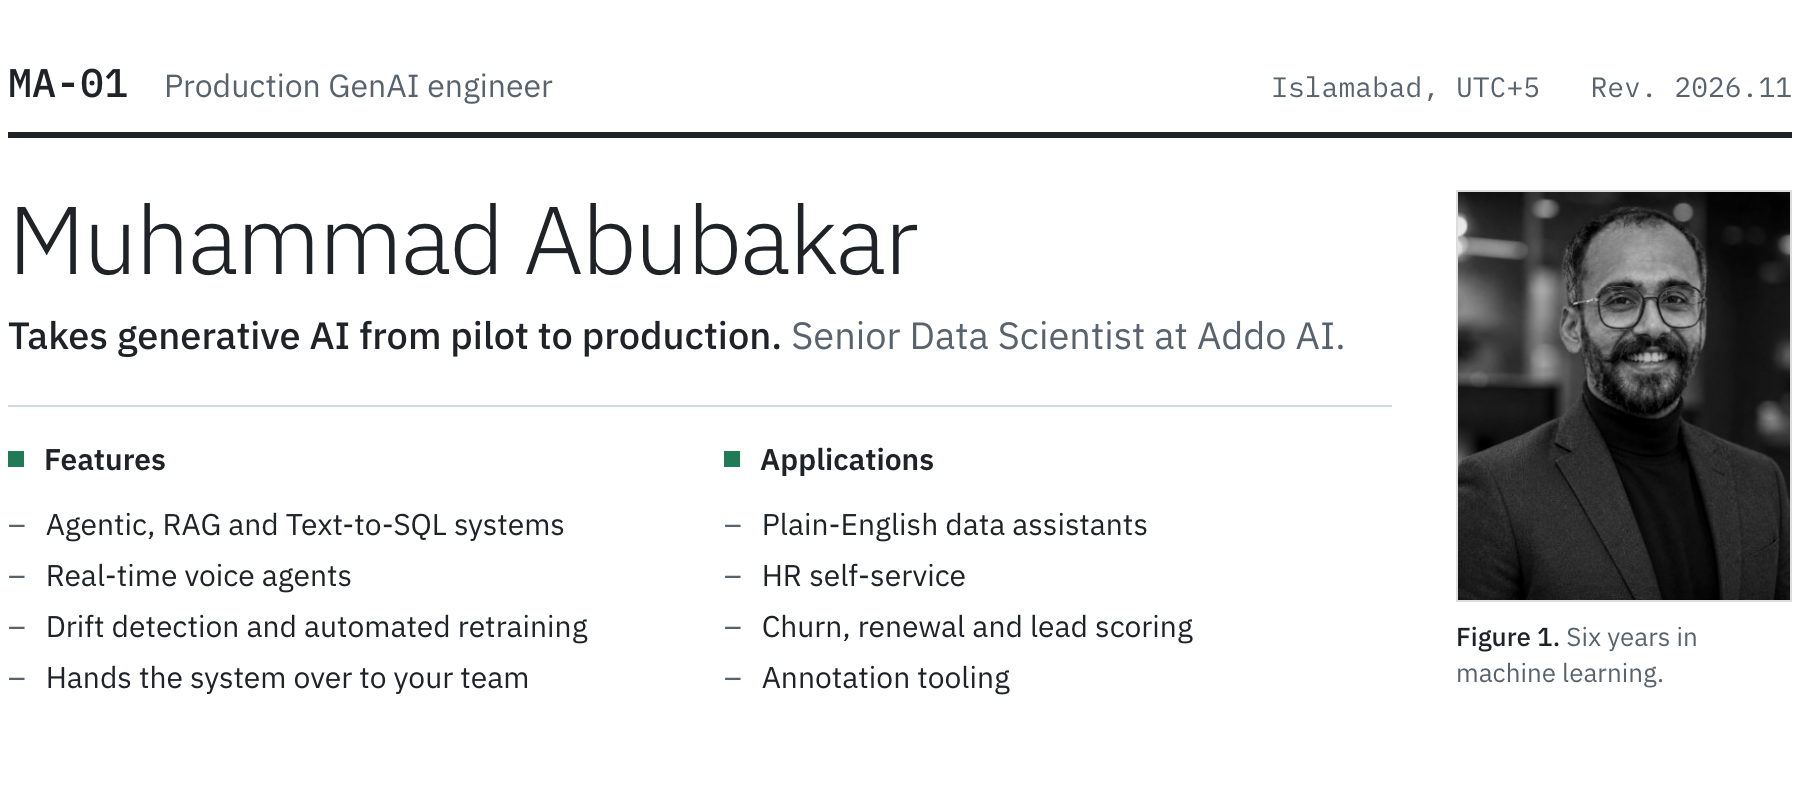 MA-01 Production GenAI engineer Islamabad, UTC+5 Rev. 2026.11
Muhammad Abubakar
Takes generative AI from pilot to production. Senior Data Scientist at Addo AI.
Features
– Agentic, RAG and Text-to-SQL systems
– Real-time voice agents
– Drift detection and automated retraining
– Hands the system over to your team
Applications
– Plain-English data assistants
– HR self-service
– Churn, renewal and lead scoring
– Annotation tooling
Figure 1. Six years in
machine learning.